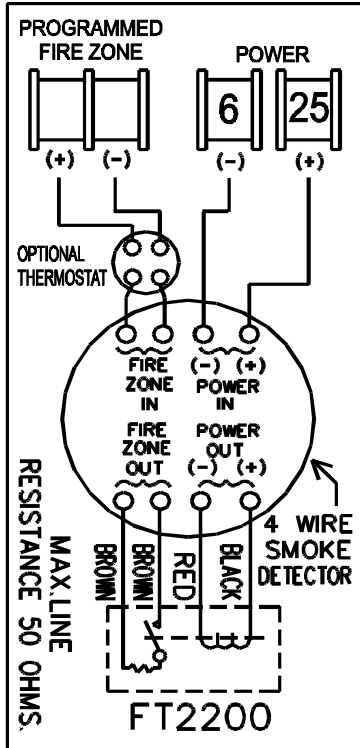 PROGRAMMED
FIRE ZONE
POWER
6
25
(+)
(-)
(-)
(+)
OPTIONAL
THERMOSTAT
FIRE
ZONE
IN
(-) (+)
POWER
IN
FIRE
ZONE
OUT
POWER
OUT
(-) (+)
4 WIRE
SMOKE
DETECTOR
BROWN
BROWN
RED
BLACK
MAX.LINE
RESISTANCE 50 OHMS.
FT2200